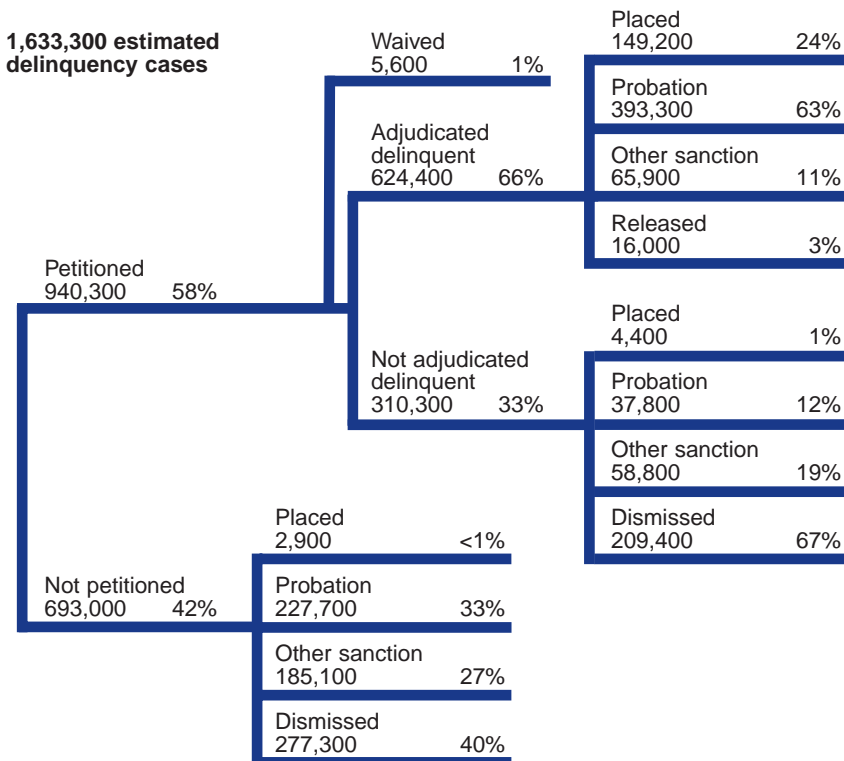 1,633,300 estimated
delinquency cases
Petitioned
940,300 58%
Waived
5,600 1%
Adjudicated
delinquent
624,400 66%
Placed
149,200 24%
Probation
393,300 63%
Other sanction
65,900 11%
Released
16,000 3%
Not adjudicated
delinquent
310,300 33%
Placed
4,400 1%
Probation
37,800 12%
Other sanction
58,800 19%
Dismissed
209,400 67%
Not petitioned
693,000 42%
Placed
2,900 <1%
Probation
227,700 33%
Other sanction
185,100 27%
Dismissed
277,300 40%